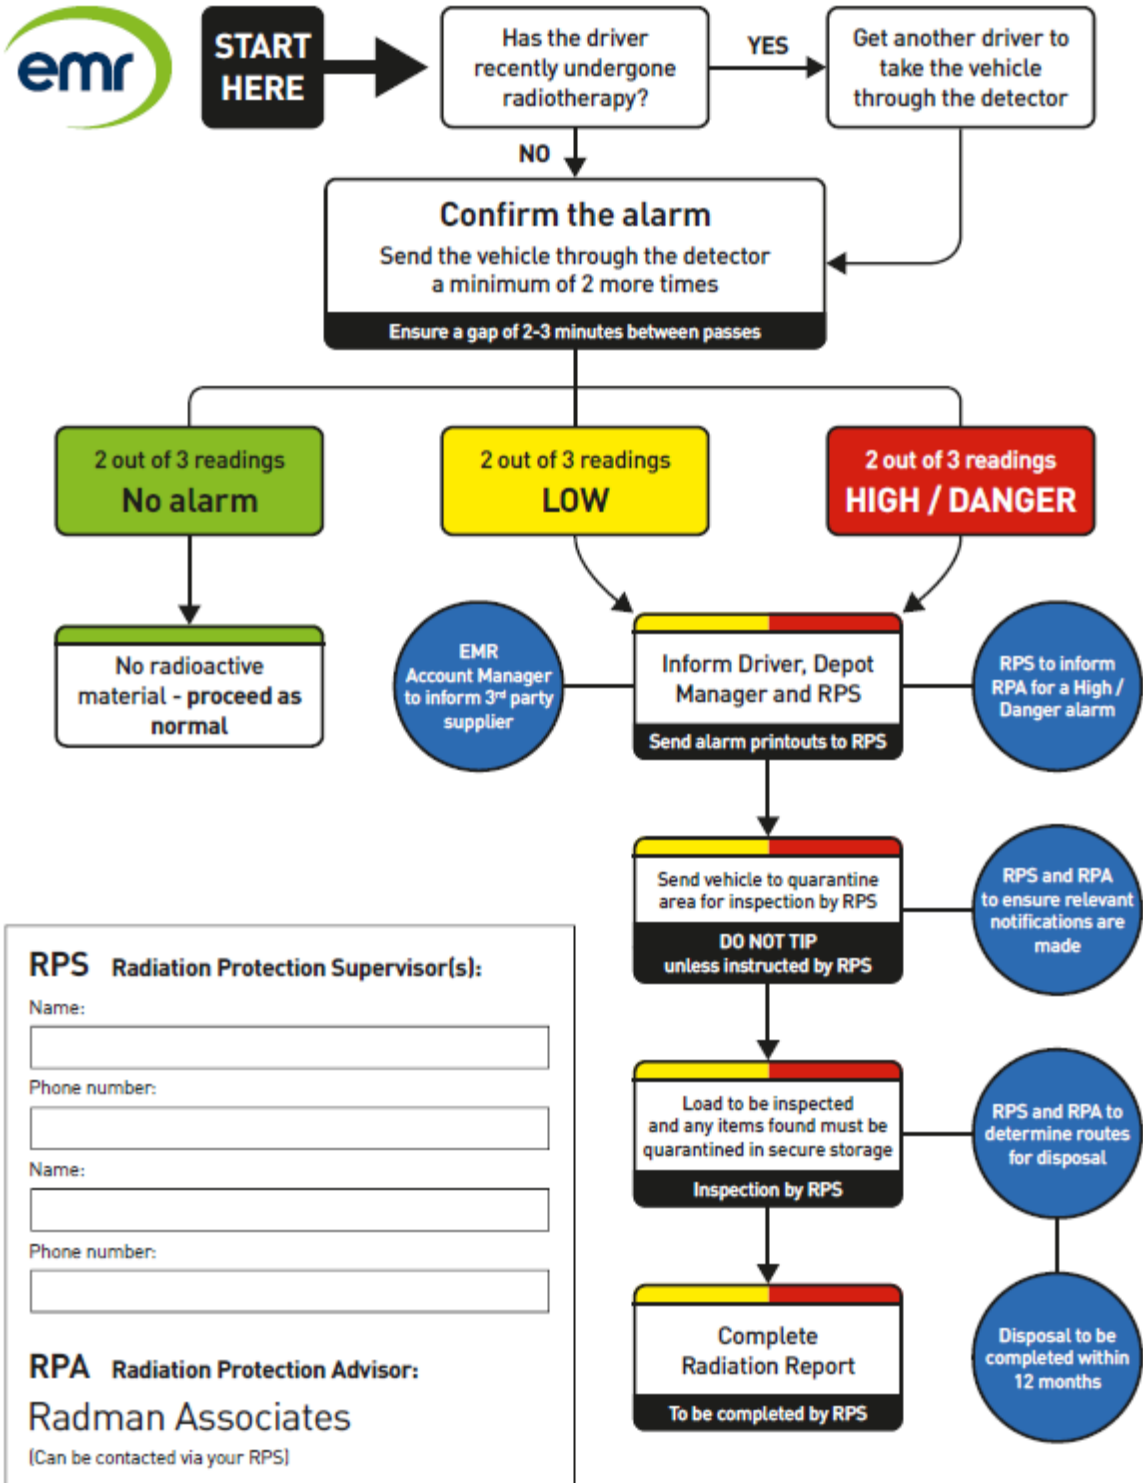 emr
START
HERE
Has the driver
recently undergone
radiotherapy?
YES
Get another driver to
take the vehicle
through the detector
NO
Confirm the alarm
Send the vehicle through the detector
a minimum of 2 more times
Ensure a gap of 2-3 minutes between passes
2 out of 3 readings
No alarm
2 out of 3 readings
LOW
2 out of 3 readings
HIGH / DANGER
No radioactive
material - proceed as
normal
EMR
Account Manager
to inform 3rd party
supplier
Inform Driver, Depot
Manager and RPS
Send alarm printouts to RPS
RPS to inform
RPA for a High /
Danger alarm
Send vehicle to quarantine
area for inspection by RPS
DO NOT TIP
unless instructed by RPS
RPS and RPA
to ensure relevant
notifications are
made
Load to be inspected
and any items found must be
quarantined in secure storage
Inspection by RPS
RPS and RPA to
determine routes
for disposal
Complete
Radiation Report
To be completed by RPS
Disposal to be
completed within
12 months
RPS Radiation Protection Supervisor(s):
Name:
Phone number:
Name:
Phone number:
RPA Radiation Protection Advisor:
Radman Associates
(Can be contacted via your RPS)